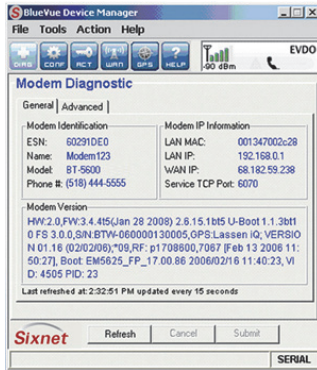 BlueVue Device Manager
File Tools Action Help
DIAG CONF ACT WAN GPS HELP -90 dBm EVDO
Modem Diagnostic
General Advanced
Modem Identification
ESN: 60291DE0
Name: Modem123
Model: BT-5600
Phone #: (518) 444-5555
Modem IP Information
LAN MAC: 001347002c28
LAN IP: 192.168.0.1
WAN IP: 68.182.59.238
Service TCP Port: 6070
Modem Version
HW:2.0,FW:3.4.4t5(Jan 28 2008) 2.6.15.1bt5 U-Boot 1.1.3bt1
0 FS 3.0.0,S/N:BTW-060000130005,GPS:Lassen iQ; VERSIO
N 01.16 (02/02/06);*09,RF: p1708600,7067 [Feb 13 2006 11:
50:27], Boot: EM5625_FP_17.00.86 2006/02/16 11:40:23, VI
D: 4505 PID: 23
Last refreshed at: 2:32:51 PM updated every 15 seconds
Sixnet Refresh Cancel Submit
SERIAL